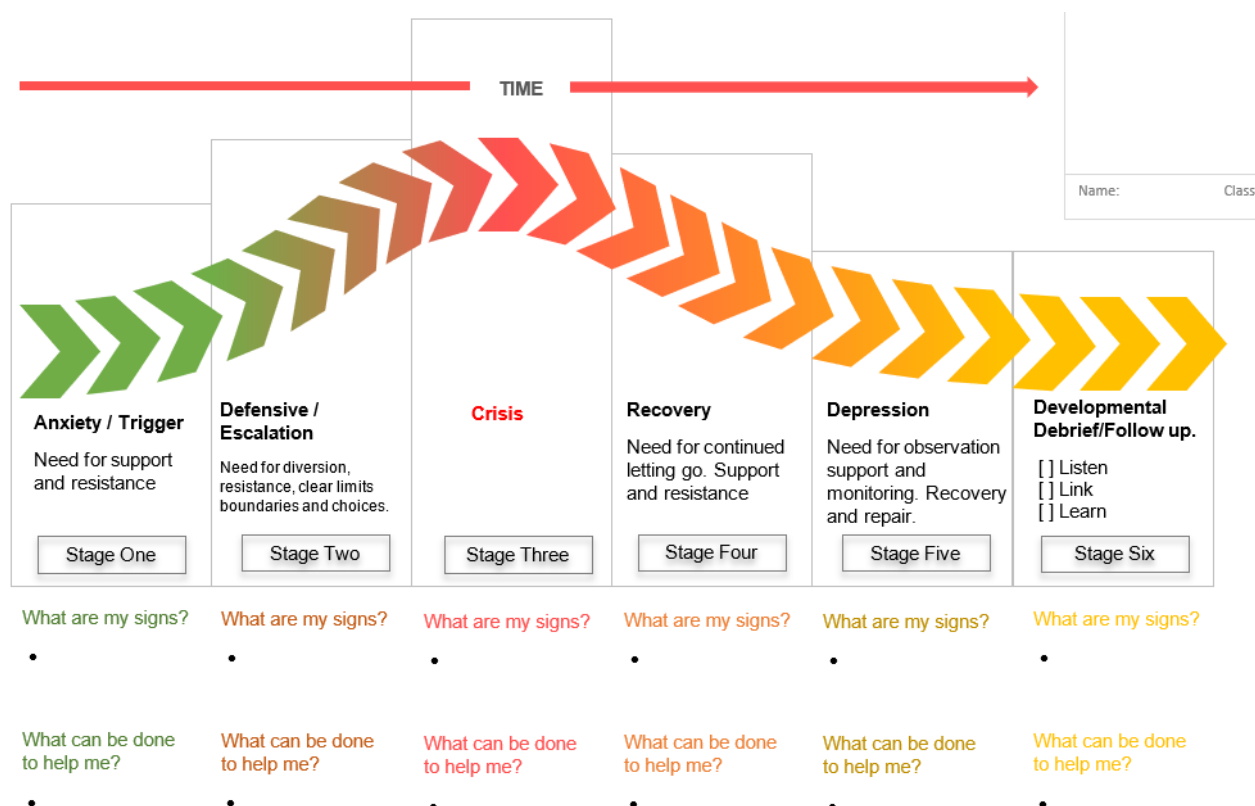 TIME
Name:
Class
Anxiety / Trigger
Need for support
and resistance
Stage One
Defensive /
Escalation
Need for diversion,
resistance, clear limits
boundaries and choices.
Stage Two
Crisis
Stage Three
Recovery
Need for continued
letting go. Support
and resistance
Stage Four
Depression
Need for observation
support and
monitoring. Recovery
and repair.
Stage Five
Developmental
Debrief/Follow up.
[ ] Listen
[ ] Link
[ ] Learn
Stage Six
What are my signs?
•
What are my signs?
•
What are my signs?
•
What are my signs?
•
What are my signs?
•
What are my signs?
•
What can be done
to help me?
•
What can be done
to help me?
•
What can be done
to help me?
•
What can be done
to help me?
•
What can be done
to help me?
•
What can be done
to help me?
•